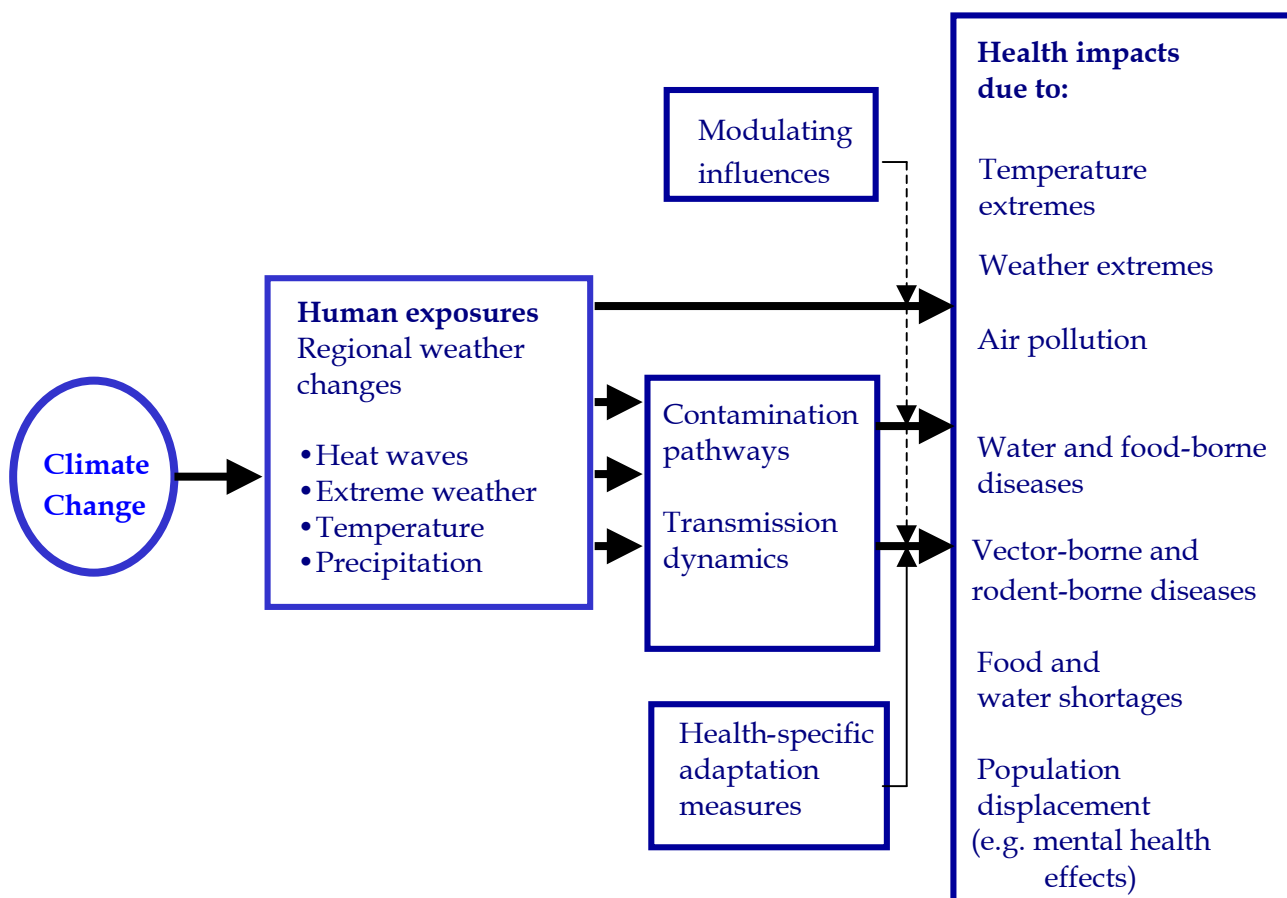 Climate
Change
Human exposures
Regional weather
changes
•Heat waves
•Extreme weather
•Temperature
•Precipitation
Modulating
influences
Contamination
pathways
Transmission
dynamics
Health-specific
adaptation
measures
Health impacts
due to:
Temperature
extremes
Weather extremes
Air pollution
Water and food-borne
diseases
Vector-borne and
rodent-borne diseases
Food and
water shortages
Population
displacement
(e.g. mental health
effects)